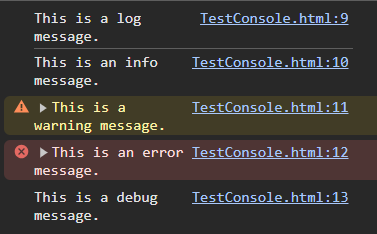 This is a log TestConsole.html:9
message.
This is an info TestConsole.html:10
message.
This is a TestConsole.html:11
warning message.
This is an error TestConsole.html:12
message.
This is a debug TestConsole.html:13
message.